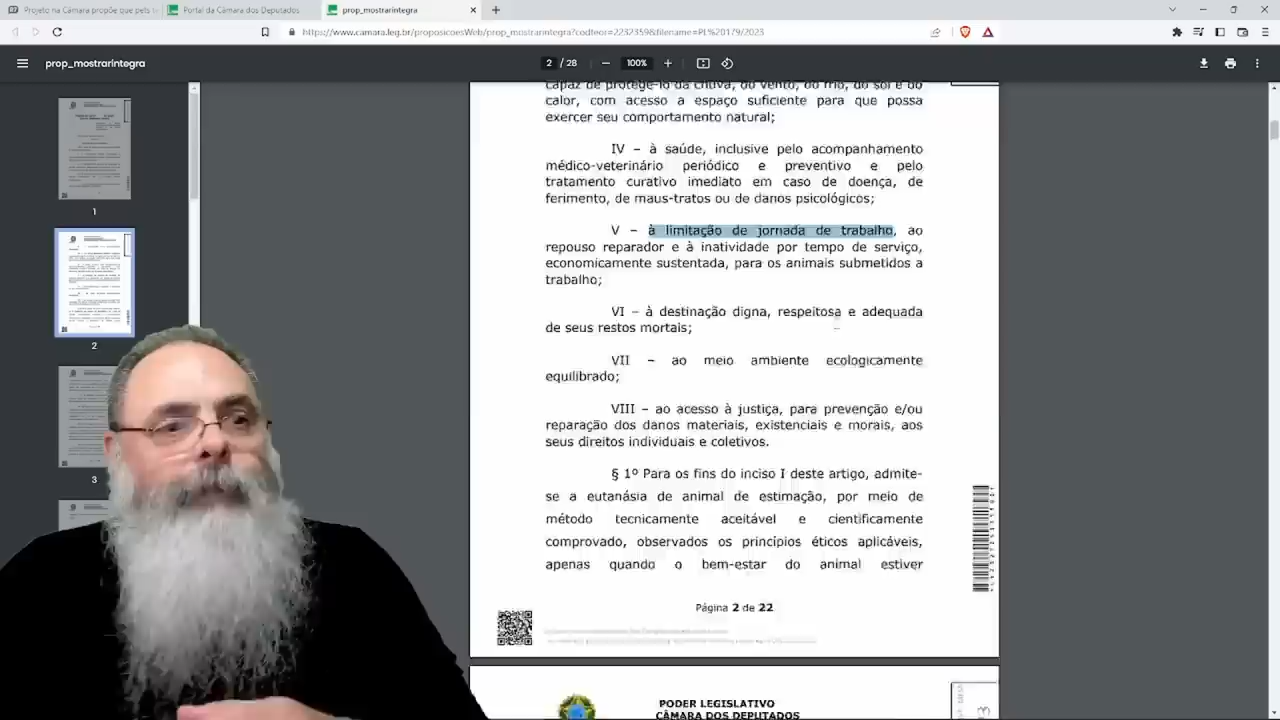 Projeto na Câmara propõe que pets
Portal da Câmara dos Deputados
prop_mostrarintegra
https://www.camara.leg.br/proposicoesWeb/prop_mostrarintegra?codteor=2232359&filename=PL%20179/2023
prop_mostrarintegra
2 / 28
100%
1
2
3
capaz de protegê-lo da chuva, do vento, do frio, do sol e do
calor, com acesso a espaço suficiente para que possa
exercer seu comportamento natural;
IV – à saúde, inclusive pelo acompanhamento
médico-veterinário periódico e preventivo e pelo
tratamento curativo imediato em caso de doença, de
ferimento, de maus-tratos ou de danos psicológicos;
V – à limitação de jornada de trabalho, ao
repouso reparador e à inatividade por tempo de serviço,
economicamente sustentada, para os animais submetidos a
trabalho;
VI – à destinação digna, respeitosa e adequada
de seus restos mortais;
VII – ao meio ambiente ecologicamente
equilibrado;
VIII – ao acesso à justiça, para prevenção e/ou
reparação dos danos materiais, existenciais e morais, aos
seus direitos individuais e coletivos.
§ 1º Para os fins do inciso I deste artigo, admite-
se a eutanásia de animal de estimação, por meio de
método tecnicamente aceitável e cientificamente
comprovado, observados os princípios éticos aplicáveis,
apenas quando o bem-estar do animal estiver
Página 2 de 22
PODER LEGISLATIVO
CÂMARA DOS DEPUTADOS